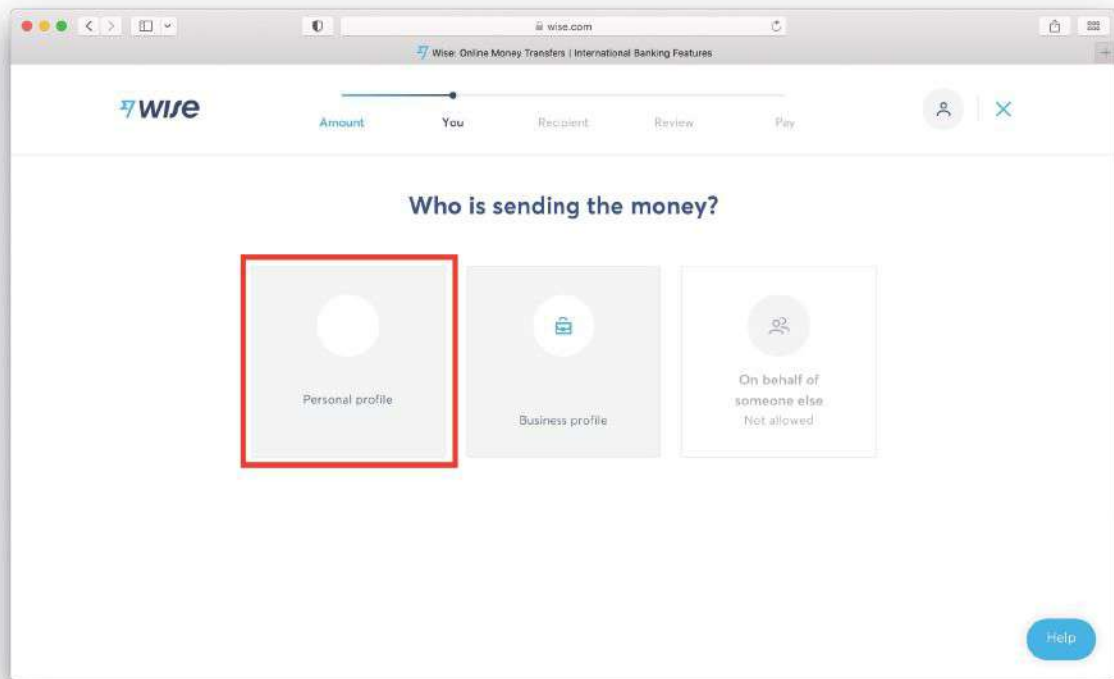 wise.com
Wise: Online Money Transfers | International Banking Features
wise
Amount
You
Recipient
Review
Pay
Who is sending the money?
Personal profile
Business profile
On behalf of
someone else
Not allowed
Help